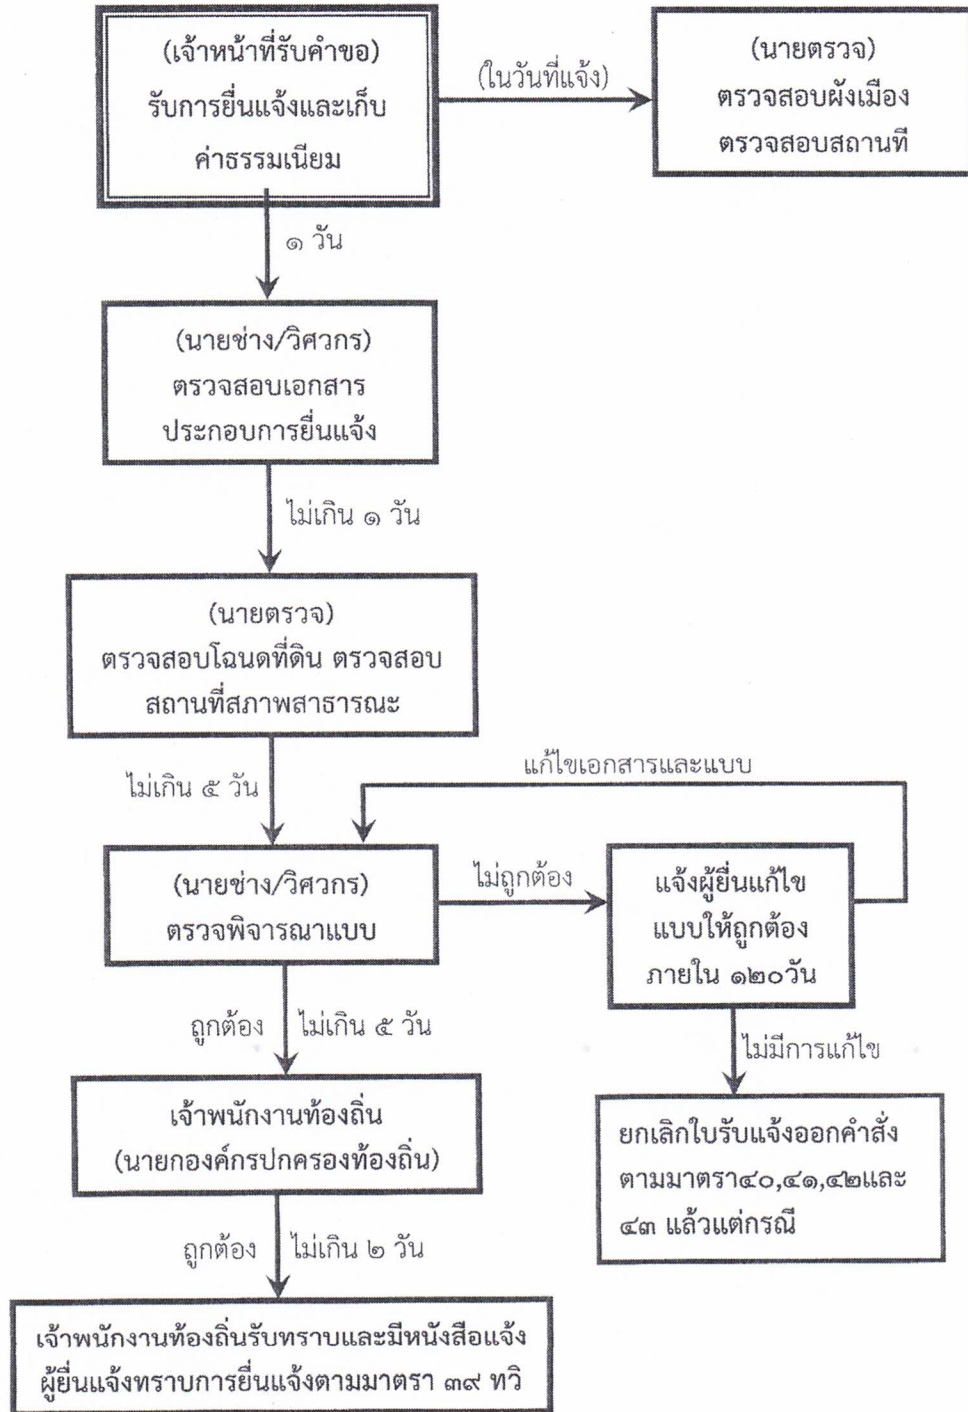 (เจ้าหน้าที่รับคำขอ)
รับการยื่นแจ้งและเก็บ
ค่าธรรมเนียม
(ในวันที่แจ้ง)
(นายตรวจ)
ตรวจสอบผังเมือง
ตรวจสอบสถานที่
๑ วัน
(นายช่าง/วิศวกร)
ตรวจสอบเอกสาร
ประกอบการยื่นแจ้ง
ไม่เกิน ๑ วัน
(นายตรวจ)
ตรวจสอบโฉนดที่ดิน ตรวจสอบ
สถานที่สภาพสาธารณะ
ไม่เกิน ๕ วัน
แก้ไขเอกสารและแบบ
(นายช่าง/วิศวกร)
ตรวจพิจารณาแบบ
ไม่ถูกต้อง
แจ้งผู้ยื่นแก้ไข
แบบให้ถูกต้อง
ภายใน ๑๒๐วัน
ถูกต้อง ไม่เกิน ๕ วัน
ไม่มีการแก้ไข
เจ้าพนักงานท้องถิ่น
(นายกองค์กรปกครองท้องถิ่น)
ยกเลิกใบรับแจ้งออกคำสั่ง
ตามมาตรา๔๐,๔๑,๔๒และ
๔๓ แล้วแต่กรณี
ถูกต้อง ไม่เกิน ๒ วัน
เจ้าพนักงานท้องถิ่นรับทราบและมีหนังสือแจ้ง
ผู้ยื่นแจ้งทราบการยื่นแจ้งตามมาตรา ๓๙ ทวิ